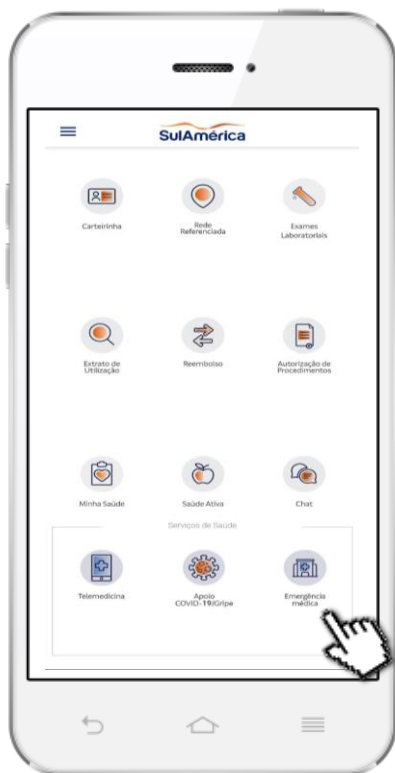 SulAmérica
Carteirinha
Rede
Referenciada
Exames
Laboratoriais
Extrato de
Utilização
Reembolso
Autorização de
Procedimentos
Minha Saúde
Saúde Ativa
Chat
Serviços de Saúde
Telemedicina
Apoio
COVID-19/Gripe
Emergência
médica